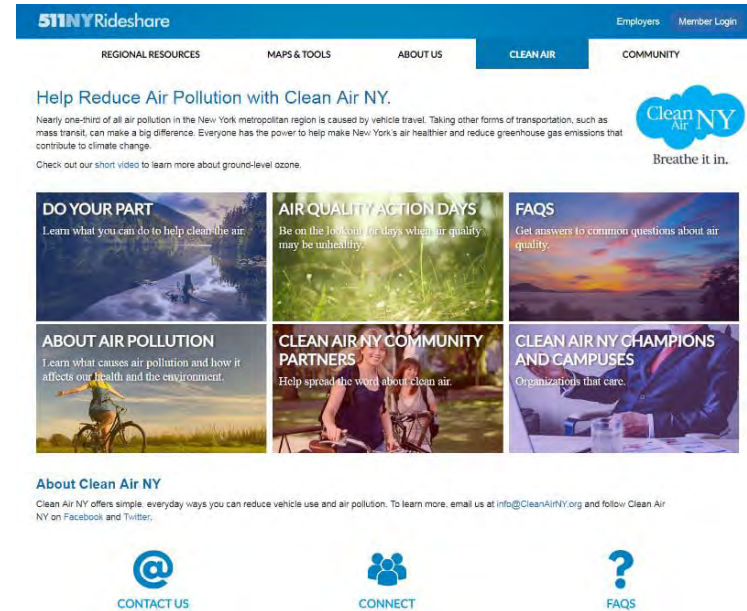 511NYRideshare
Employers Member Login
REGIONAL RESOURCES MAPS & TOOLS ABOUT US CLEAN AIR COMMUNITY
Help Reduce Air Pollution with Clean Air NY.
Nearly one-third of all air pollution in the New York metropolitan region is caused by vehicle travel. Taking other forms of transportation, such as
mass transit, can make a big difference. Everyone has the power to help make New York's air healthier and reduce greenhouse gas emissions that
contribute to climate change.
Check out our short video to learn more about ground-level ozone.
Clean
Air NY
Breathe it in.
DO YOUR PART
Learn what you can do to help clean the air.
AIR QUALITY ACTION DAYS
Be on the lookout for days when air quality
may be unhealthy.
FAQS
Get answers to common questions about air
quality.
ABOUT AIR POLLUTION
Learn what causes air pollution and how it
affects our health and the environment.
CLEAN AIR NY COMMUNITY
PARTNERS
Help spread the word about clean air.
CLEAN AIR NY CHAMPIONS
AND CAMPUSES
Organizations that care.
About Clean Air NY
Clean Air NY offers simple, everyday ways you can reduce vehicle use and air pollution. To learn more, email us at info@CleanAirNY.org and follow Clean Air
NY on Facebook and Twitter.
@
CONTACT US
CONNECT
?
FAQS